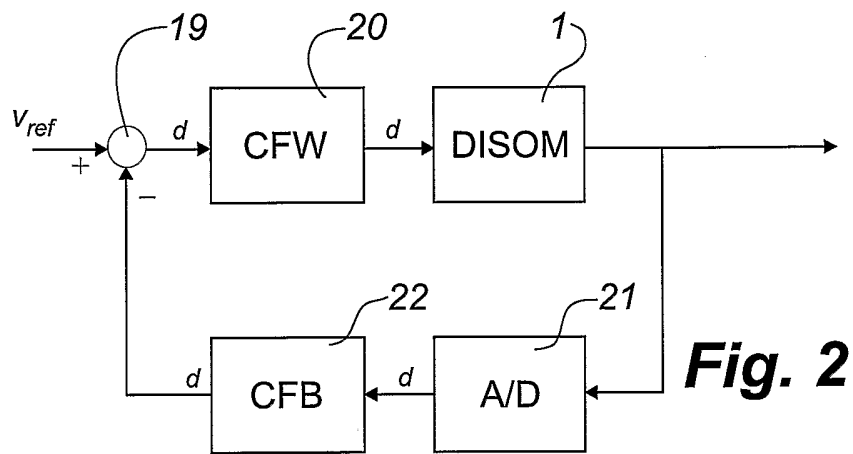 19
20
1
v_ref
+
d
CFW
d
DISOM
−
22
21
d
CFB
d
A/D
Fig. 2